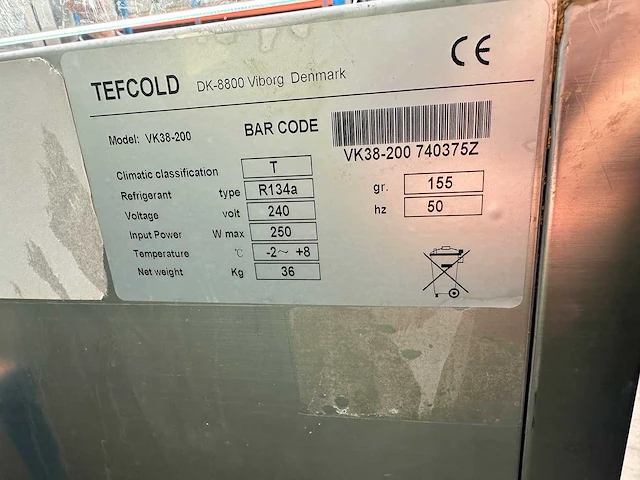 TEFCOLD DK-8800 Viborg Denmark
CE
Model: VK38-200 BAR CODE
VK38-200 740375Z
Climatic classification T
Refrigerant type R134a gr. 155
Voltage volt 240 hz 50
Input Power W max 250
Temperature °C -2~ +8
Net weight Kg 36